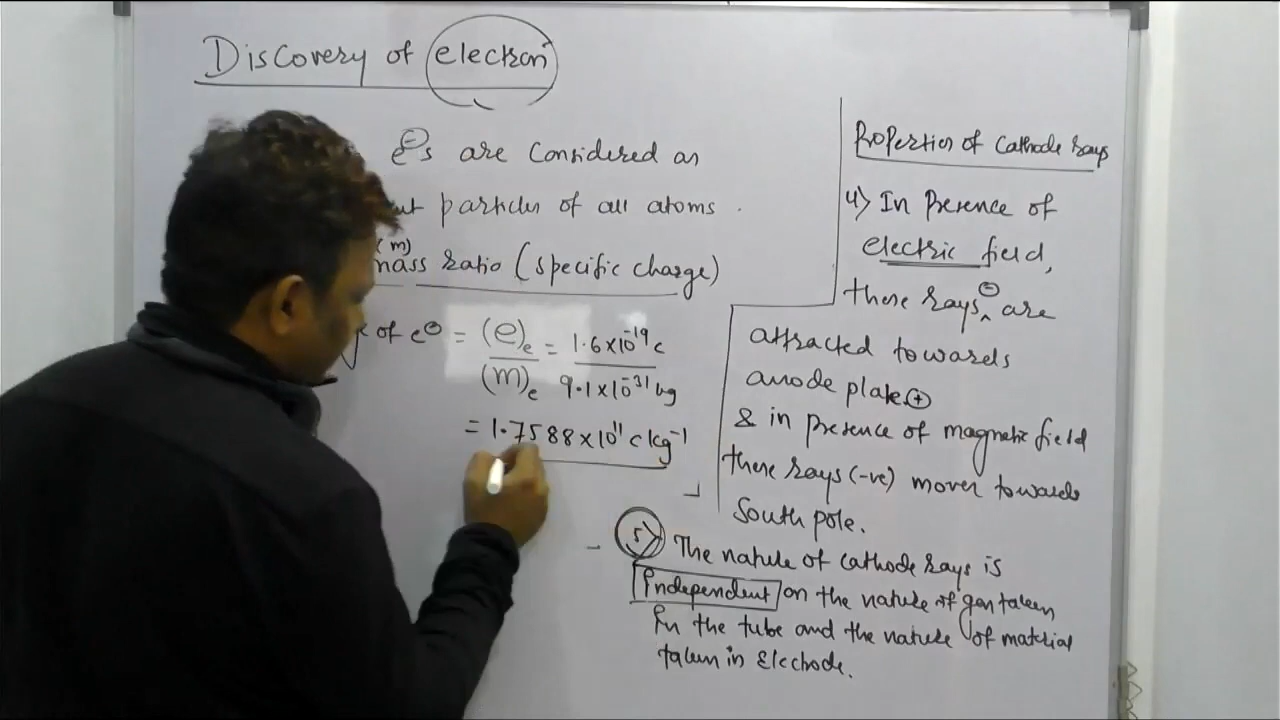 Discovery of electron
e⊖s are considered as
particles of all atoms.
(m)
mass ratio (specific charge)
of e⊖ = (e)e/(m)e = 1.6×10⁻¹⁹C/9.1×10⁻³¹kg
= 1.7588×10¹¹ C kg⁻¹
Properties of Cathode rays
4) In Presence of
electric field,
these rays⊖ are
attracted towards
anode plate⊕
& in presence of magnetic field
these rays (-ve) moves towards
South pole.
5) The nature of cathode rays is
Independent on the nature of gas taken
in the tube and the nature of material
taken in Electrode.